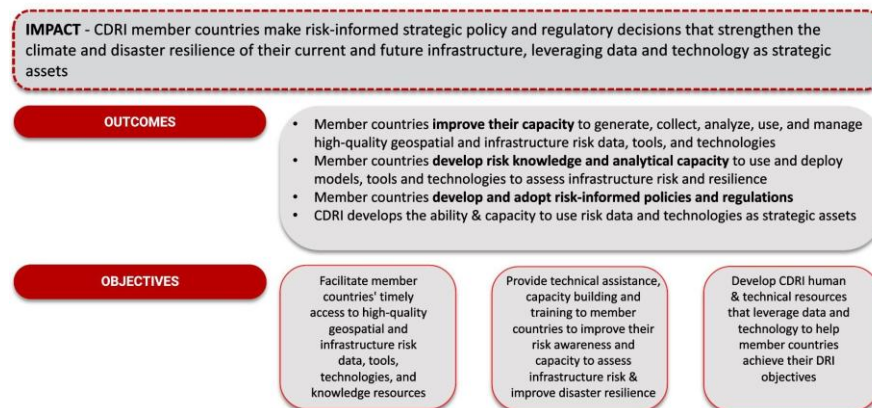 IMPACT - CDRI member countries make risk-informed strategic policy and regulatory decisions that strengthen the
climate and disaster resilience of their current and future infrastructure, leveraging data and technology as strategic
assets
OUTCOMES
• Member countries improve their capacity to generate, collect, analyze, use, and manage
high-quality geospatial and infrastructure risk data, tools, and technologies
• Member countries develop risk knowledge and analytical capacity to use and deploy
models, tools and technologies to assess infrastructure risk and resilience
• Member countries develop and adopt risk-informed policies and regulations
• CDRI develops the ability & capacity to use risk data and technologies as strategic assets
OBJECTIVES
Facilitate member
countries' timely
access to high-quality
geospatial and
infrastructure risk
data, tools,
technologies, and
knowledge resources
Provide technical assistance,
capacity building and
training to member
countries to improve their
risk awareness and
capacity to assess
infrastructure risk &
improve disaster resilience
Develop CDRI human
& technical resources
that leverage data and
technology to help
member countries
achieve their DRI
objectives